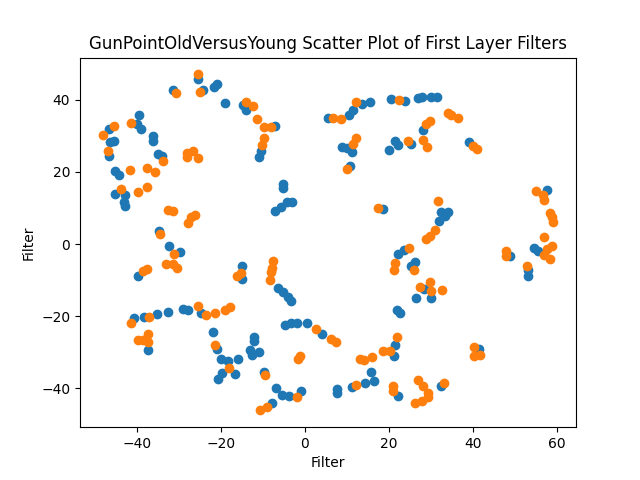 GunPointOldVersusYoung Scatter Plot of First Layer Filters
40
20
0
−20
−40
Filter
−40 −20 0 20 40 60
Filter